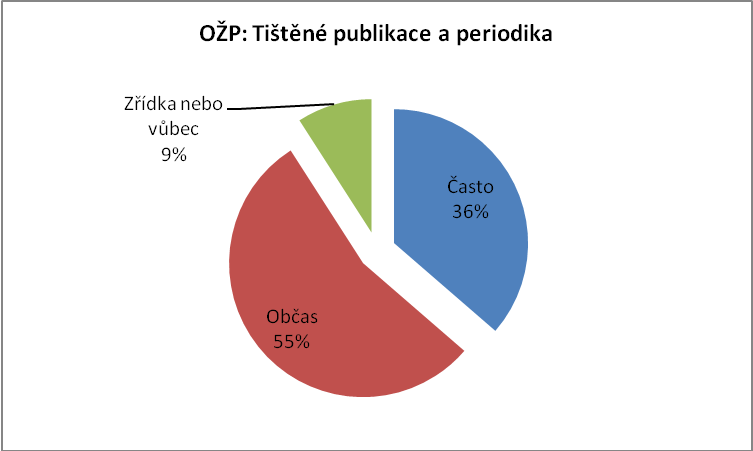 OŽP: Tištěné publikace a periodika
Zřídka nebo
vůbec
9%
Často
36%
Občas
55%